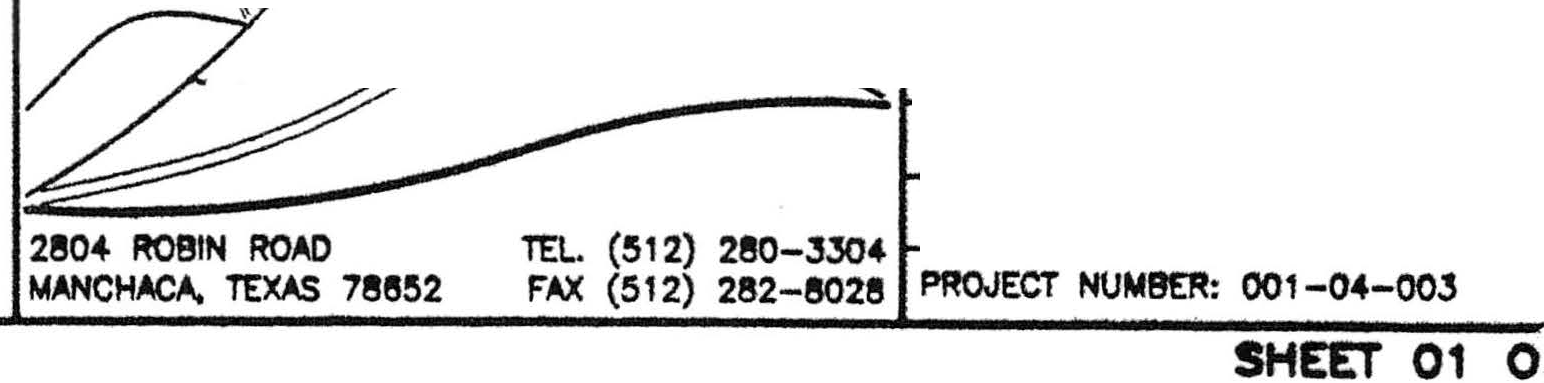 2804 ROBIN ROAD
MANCHACA, TEXAS 78652
TEL. (512) 280-3304
FAX (512) 282-8028
PROJECT NUMBER: 001-04-003
SHEET 01 O